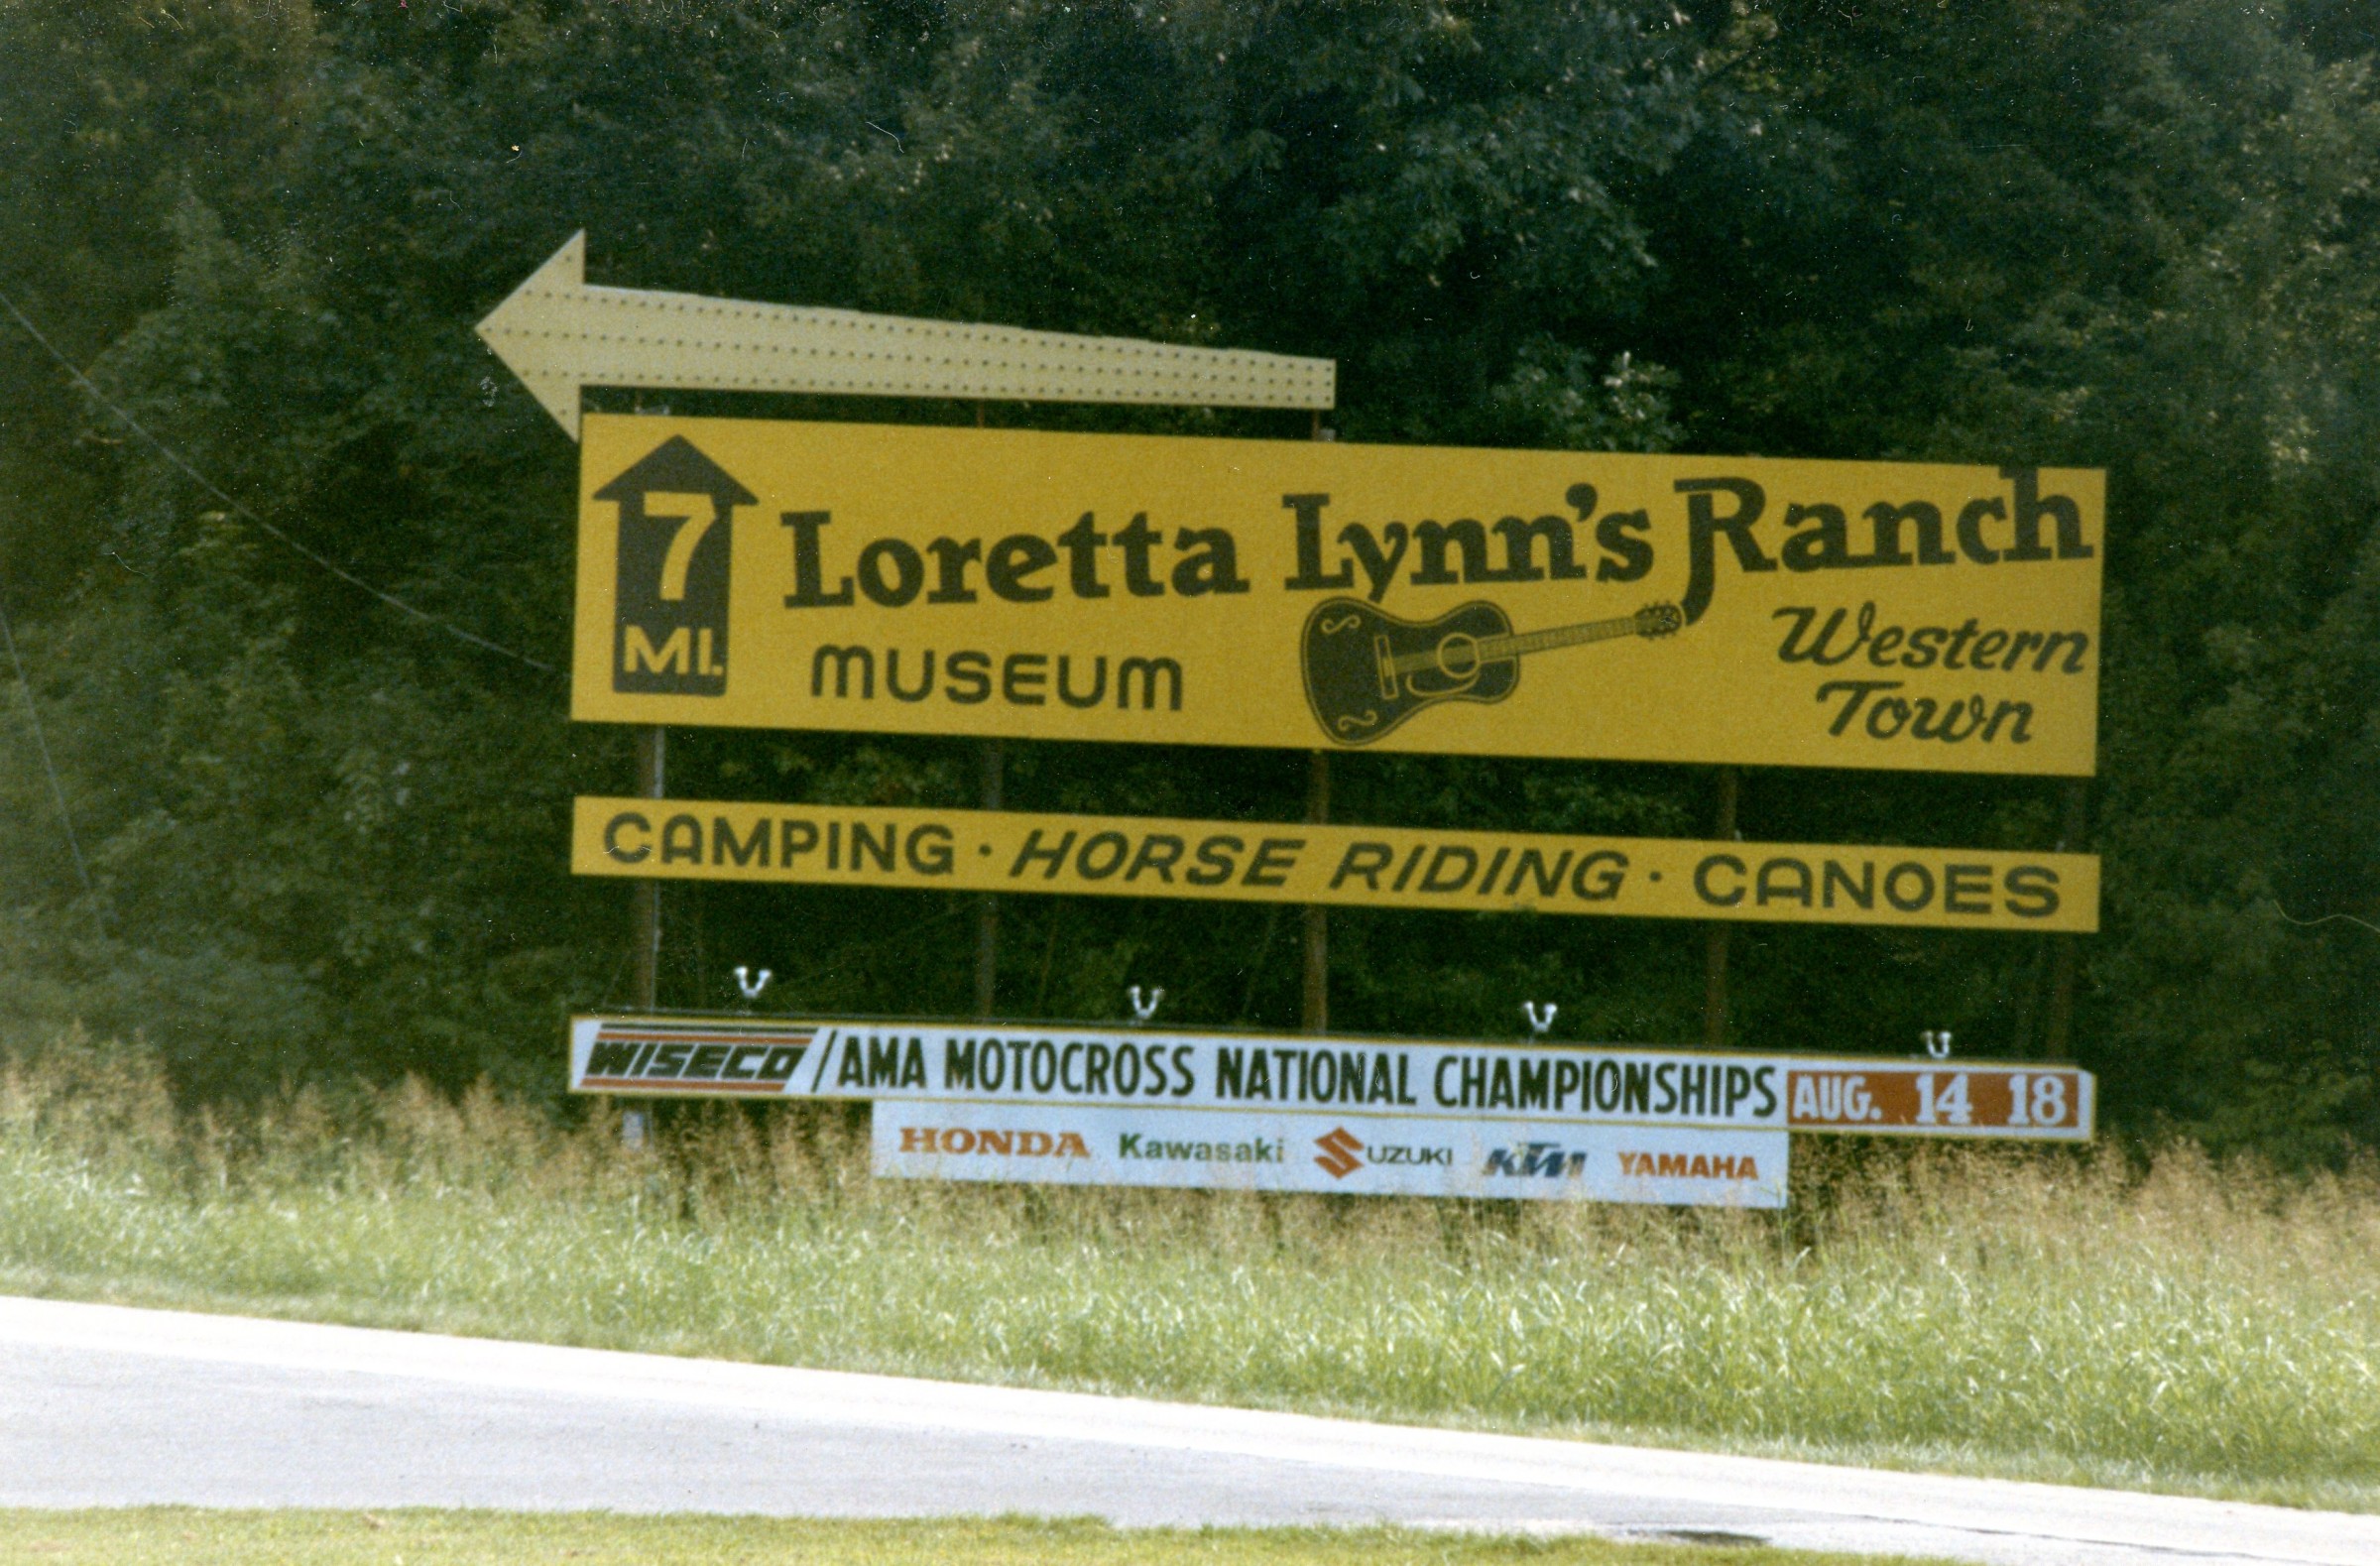 7
MI.
Loretta Lynn's Ranch
MUSEUM
Western
Town
CAMPING · HORSE RIDING · CANOES
WISECO / AMA MOTOCROSS NATIONAL CHAMPIONSHIPS AUG. 14 18
HONDA Kawasaki SUZUKI KTM YAMAHA